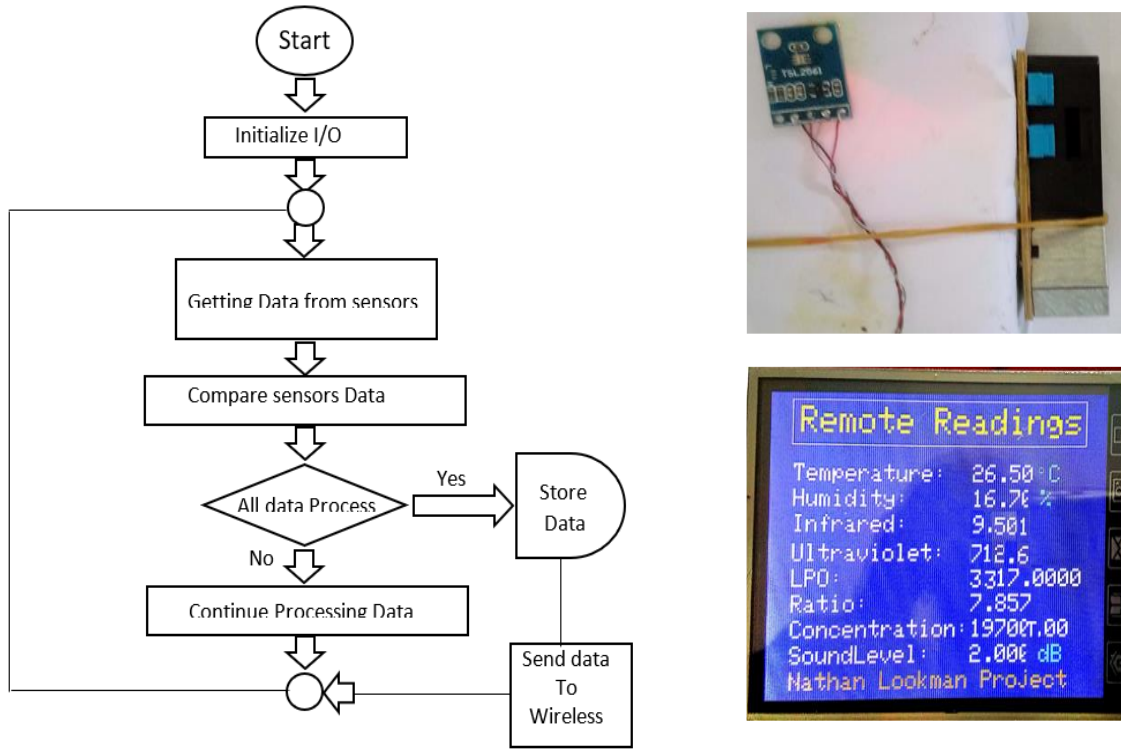 Start
Initialize I/O
Getting Data from sensors
Compare sensors Data
All data Process
Yes
No
Store
Data
Continue Processing Data
Send data
To
Wireless
TSL2561
Remote Readings
Temperature: 26.50 °C
Humidity: %
Infrared: 9.501
Ultraviolet: 712.6
LPO: 3317.0000
Ratio: 7.857
Concentration:
SoundLevel: dB
Nathan Lookman Project